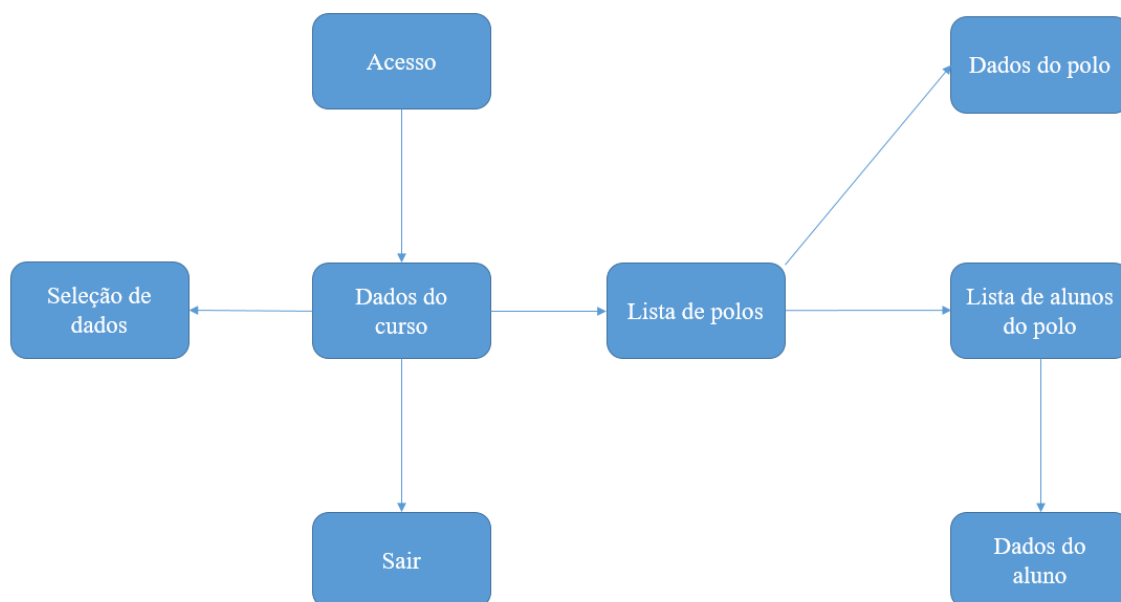 Acesso
Dados do polo
Seleção de
dados
Dados do
curso
Lista de polos
Lista de alunos
do polo
Sair
Dados do
aluno